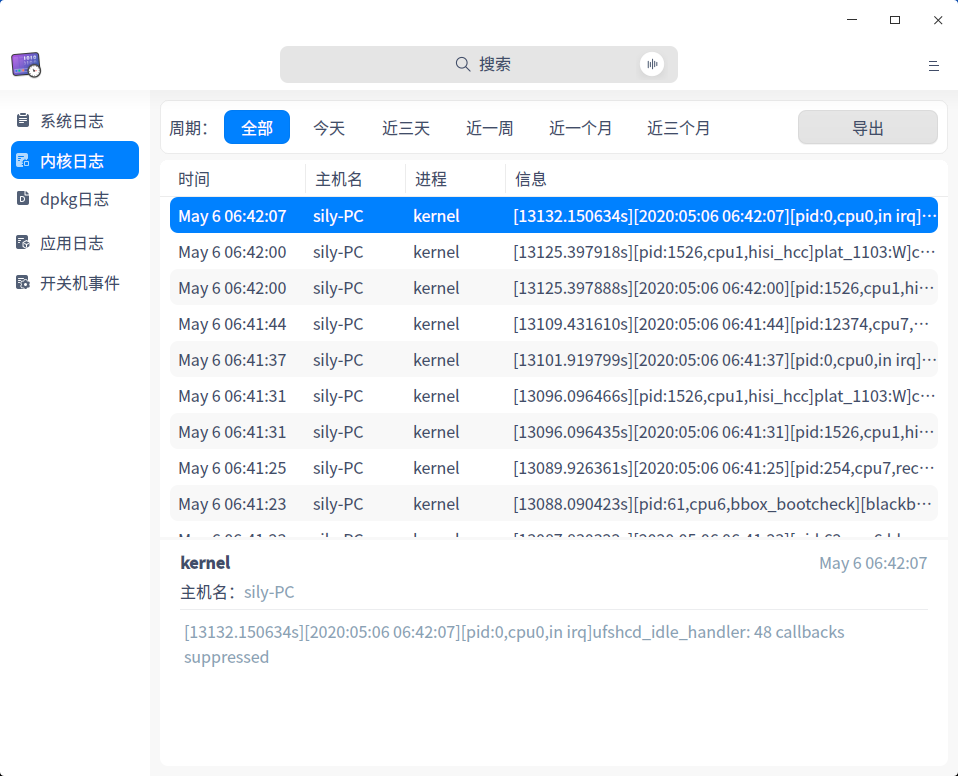 搜索
系统日志
内核日志
dpkg日志
应用日志
开关机事件
周期： 全部 今天 近三天 近一周 近一个月 近三个月 导出
时间 主机名 进程 信息
May 6 06:42:07 sily-PC kernel [13132.150634s][2020:05:06 06:42:07][pid:0,cpu0,in irq]···
May 6 06:42:00 sily-PC kernel [13125.397918s][pid:1526,cpu1,hisi_hcc]plat_1103:W]c···
May 6 06:42:00 sily-PC kernel [13125.397888s][2020:05:06 06:42:00][pid:1526,cpu1,hi···
May 6 06:41:44 sily-PC kernel [13109.431610s][2020:05:06 06:41:44][pid:12374,cpu7,···
May 6 06:41:37 sily-PC kernel [13101.919799s][2020:05:06 06:41:37][pid:0,cpu0,in irq]···
May 6 06:41:31 sily-PC kernel [13096.096466s][pid:1526,cpu1,hisi_hcc]plat_1103:W]c···
May 6 06:41:31 sily-PC kernel [13096.096435s][2020:05:06 06:41:31][pid:1526,cpu1,hi···
May 6 06:41:25 sily-PC kernel [13089.926361s][2020:05:06 06:41:25][pid:254,cpu7,rec···
May 6 06:41:23 sily-PC kernel [13088.090423s][pid:61,cpu6,bbox_bootcheck][blackb···
kernel May 6 06:42:07
主机名： sily-PC
[13132.150634s][2020:05:06 06:42:07][pid:0,cpu0,in irq]ufshcd_idle_handler: 48 callbacks
suppressed